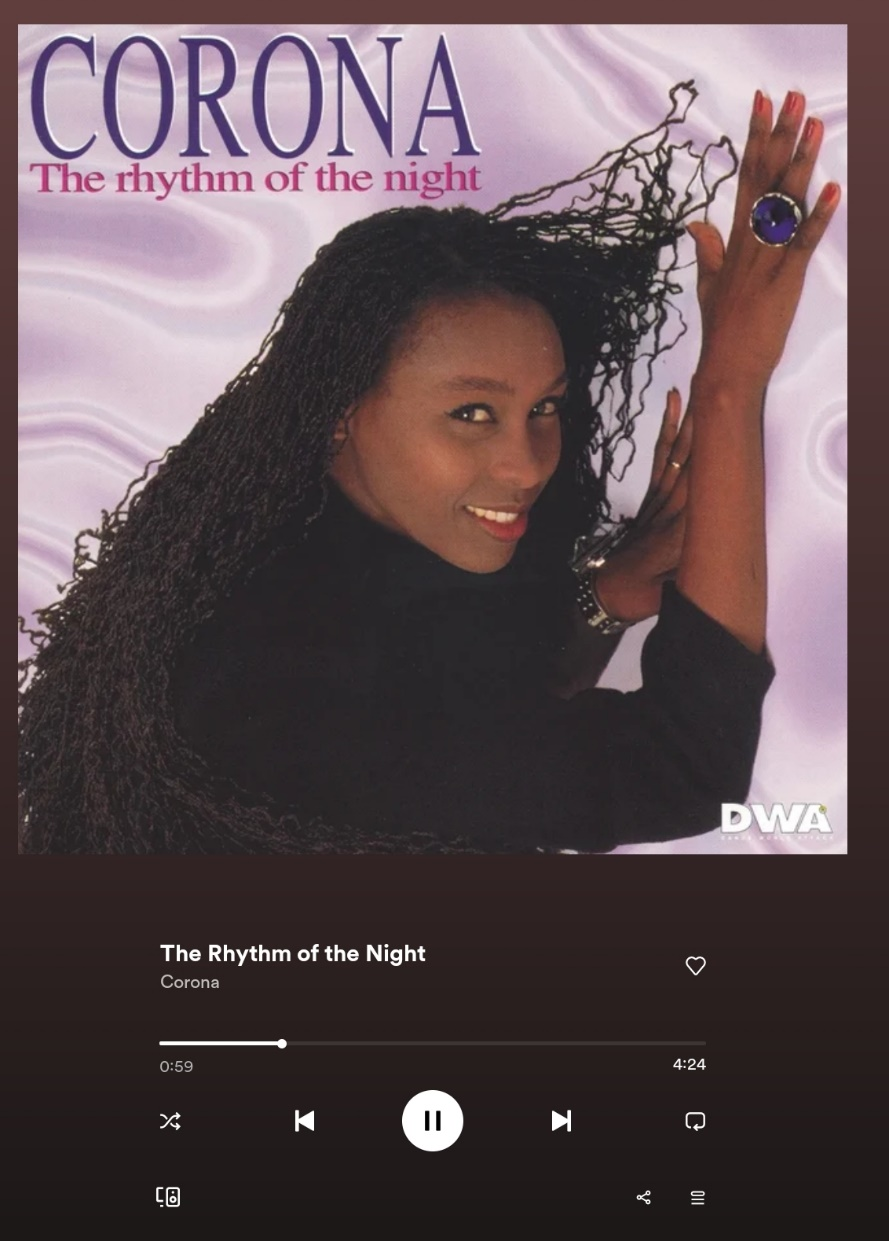 CORONA
The rhythm of the night
DWA
The Rhythm of the Night
Corona
0:59
4:24